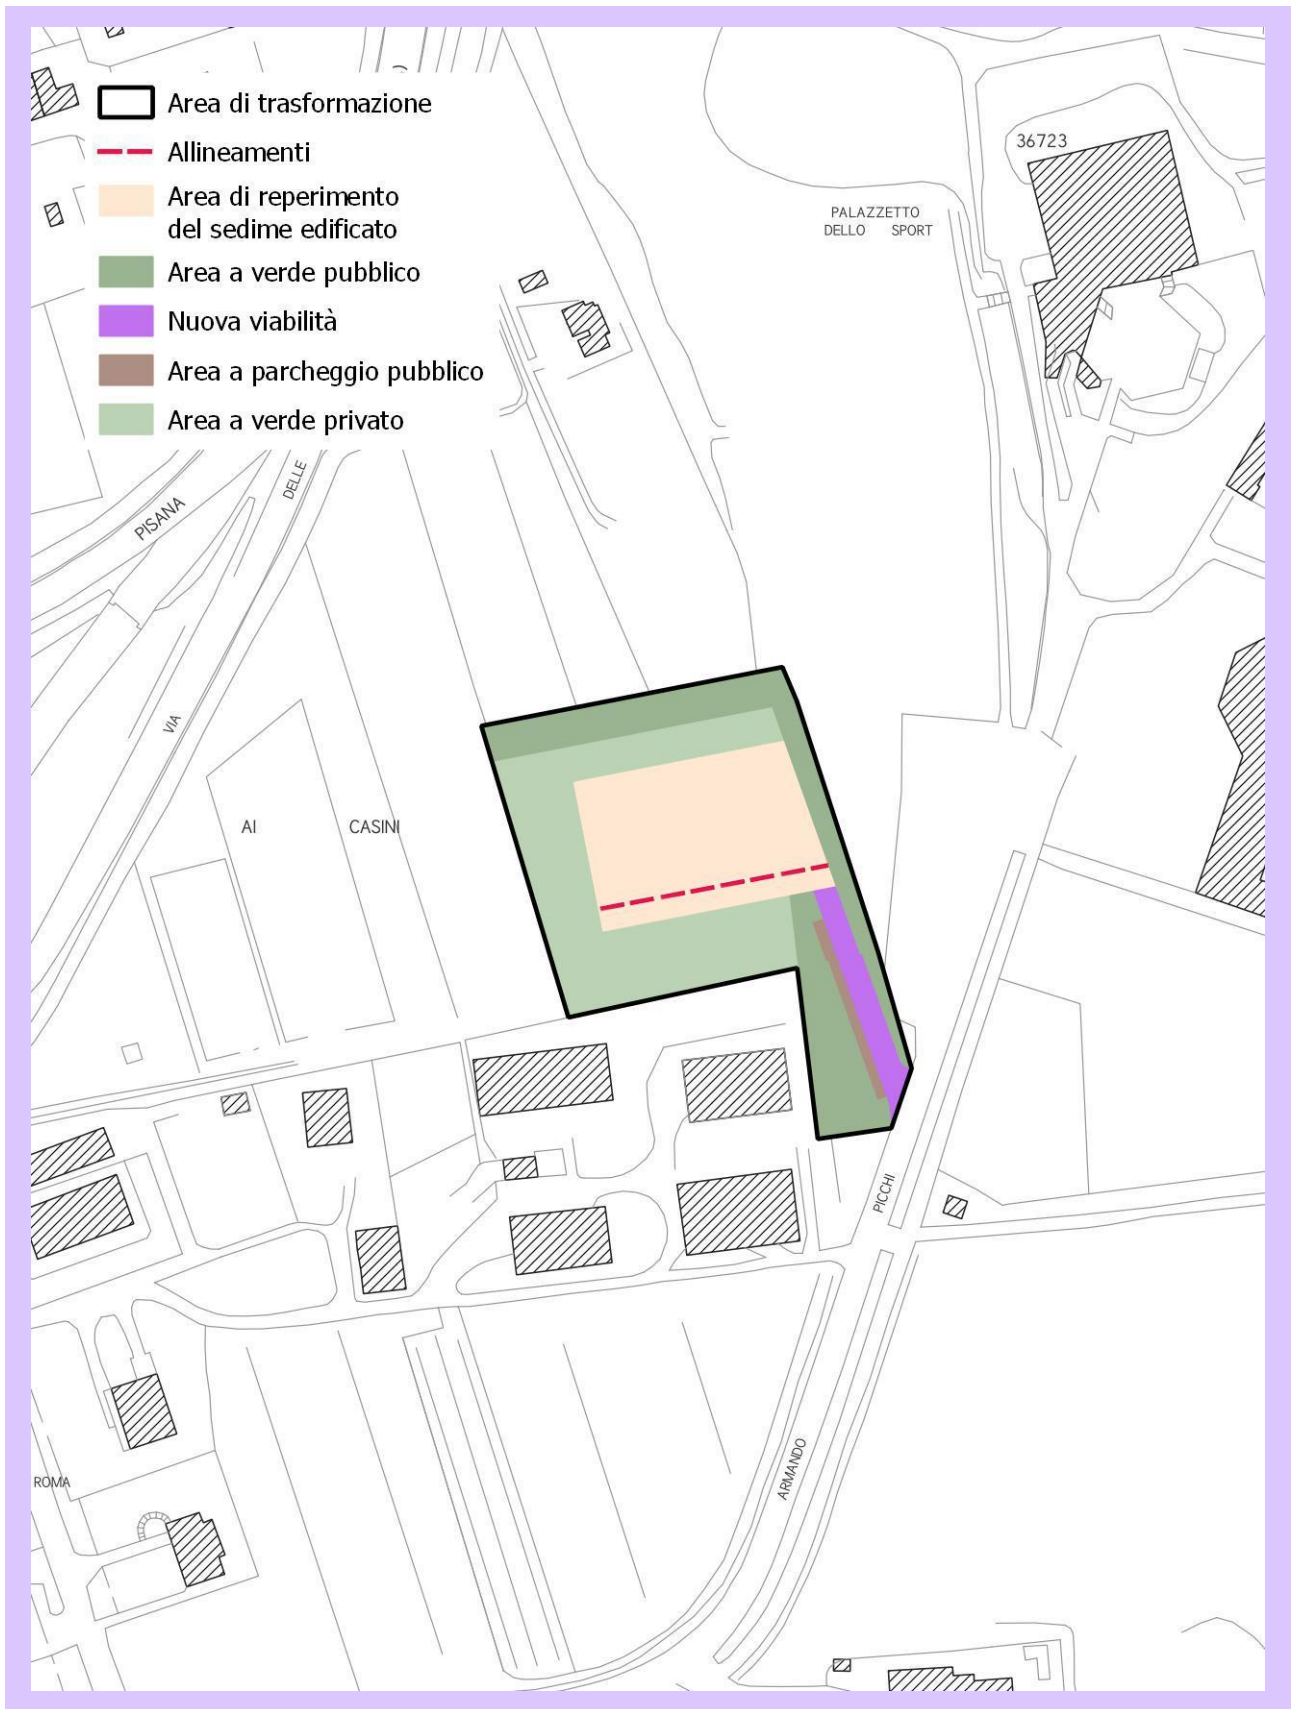 Area di trasformazione
Allineamenti
Area di reperimento
del sedime edificato
Area a verde pubblico
Nuova viabilità
Area a parcheggio pubblico
Area a verde privato
36723
PALAZZETTO
DELLO SPORT
PISANA
DELLE
VIA
AI CASINI
PICCHI
ARMANDO
ROMA